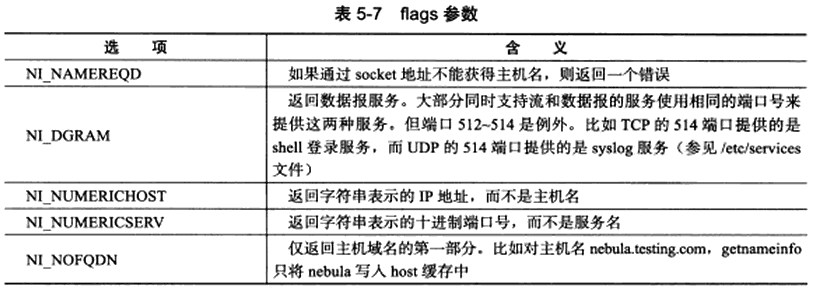 表 5-7 flags 参数
选 项 含 义
NI_NAMEREQD 如果通过 socket 地址不能获得主机名，则返回一个错误
返回数据报服务。大部分同时支持流和数据报的服务使用相同的端口号来
提供这两种服务。但端口 512~514 是例外。比如 TCP 的 514 端口提供的是
NI_DGRAM
shell 登录服务，而 UDP 的 514 端口提供的是 syslog 服务（参见 /etc/services
文件）
NI_NUMERICHOST 返回字符串表示的 IP 地址，而不是主机名
NI_NUMERICSERV 返回字符串表示的十进制端口号，而不是服务名
NI_NOFQDN 仅返回主机域名的第一部分。比如对主机名 nebula.testing.com，getnameinfo
只将 nebula 写入 host 缓存中